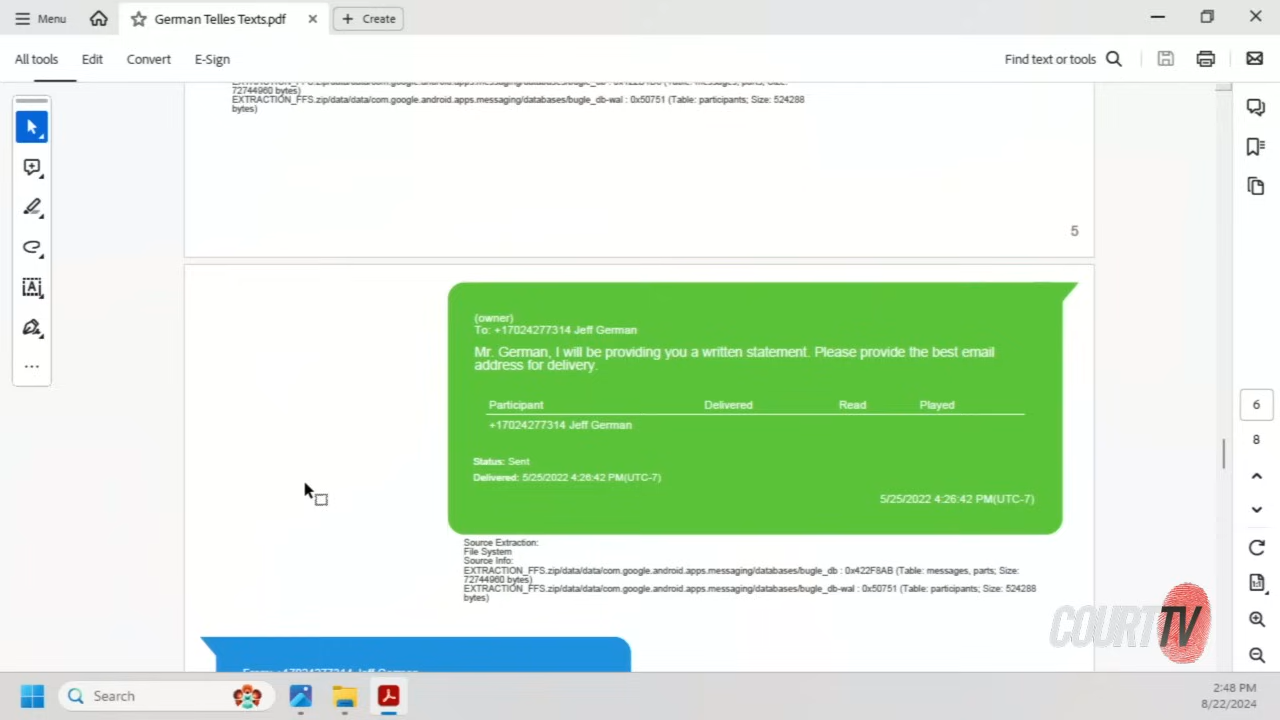 Menu
German Telles Texts.pdf
Create
All tools
Edit
Convert
E-Sign
Find text or tools
72744960 bytes)
EXTRACTION_FFS.zip/data/data/com.google.android.apps.messaging/databases/bugle_db-wal : 0x50751 (Table: participants; Size: 524288
bytes)
5
(owner)
To: +17024277314 Jeff German
Mr. German, I will be providing you a written statement. Please provide the best email
address for delivery.
Participant Delivered Read Played
+17024277314 Jeff German
Status: Sent
Delivered: 5/25/2022 4:26:42 PM(UTC-7)
5/25/2022 4:26:42 PM(UTC-7)
Source Extraction:
File System
Source Info:
EXTRACTION_FFS.zip/data/data/com.google.android.apps.messaging/databases/bugle_db : 0x422F8AB (Table: messages, parts; Size:
72744960 bytes)
EXTRACTION_FFS.zip/data/data/com.google.android.apps.messaging/databases/bugle_db-wal : 0x50751 (Table: participants; Size: 524288
bytes)
6
8
COURT TV
Search
2:48 PM
8/22/2024